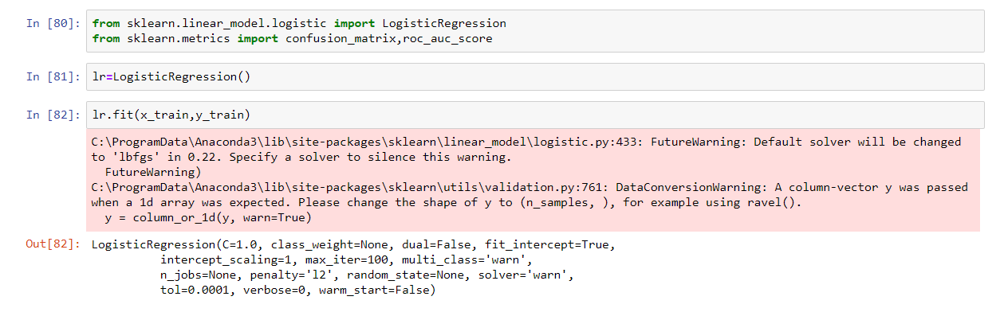 In [80]: from sklearn.linear_model.logistic import LogisticRegression
from sklearn.metrics import confusion_matrix,roc_auc_score
In [81]: lr=LogisticRegression()
In [82]: lr.fit(x_train,y_train)
C:\ProgramData\Anaconda3\lib\site-packages\sklearn\linear_model\logistic.py:433: FutureWarning: Default solver will be changed
to 'lbfgs' in 0.22. Specify a solver to silence this warning.
  FutureWarning)
C:\ProgramData\Anaconda3\lib\site-packages\sklearn\utils\validation.py:761: DataConversionWarning: A column-vector y was passed
when a 1d array was expected. Please change the shape of y to (n_samples, ), for example using ravel().
  y = column_or_1d(y, warn=True)
Out[82]: LogisticRegression(C=1.0, class_weight=None, dual=False, fit_intercept=True,
          intercept_scaling=1, max_iter=100, multi_class='warn',
          n_jobs=None, penalty='l2', random_state=None, solver='warn',
          tol=0.0001, verbose=0, warm_start=False)